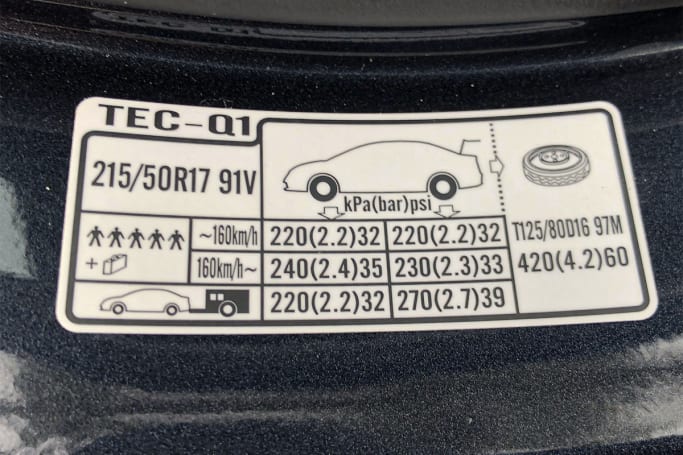 TEC-Q1
215/50R17 91V
kPa(bar)psi
~160km/h 220(2.2)32 220(2.2)32
+ 160km/h~ 240(2.4)35 230(2.3)33
220(2.2)32 270(2.7)39
T125/80D16 97M
420(4.2)60